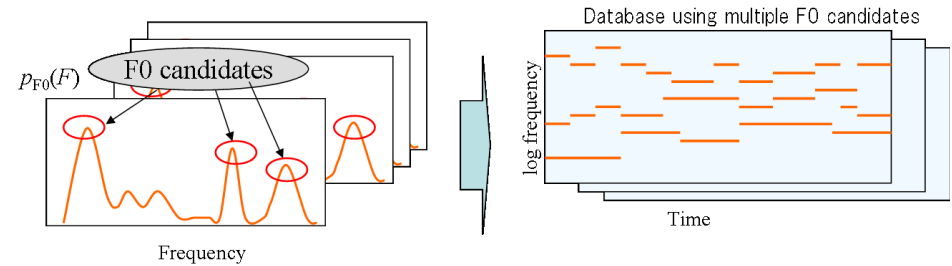 F0 candidates
pF0(F)
Frequency
Database using multiple F0 candidates
log frequency
Time